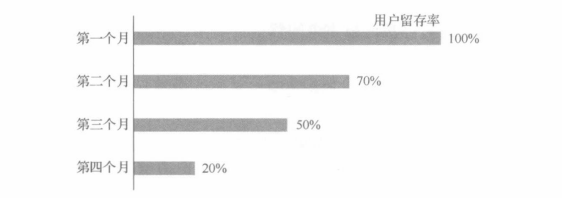 用户留存率
第一个月 100%
第二个月 70%
第三个月 50%
第四个月 20%